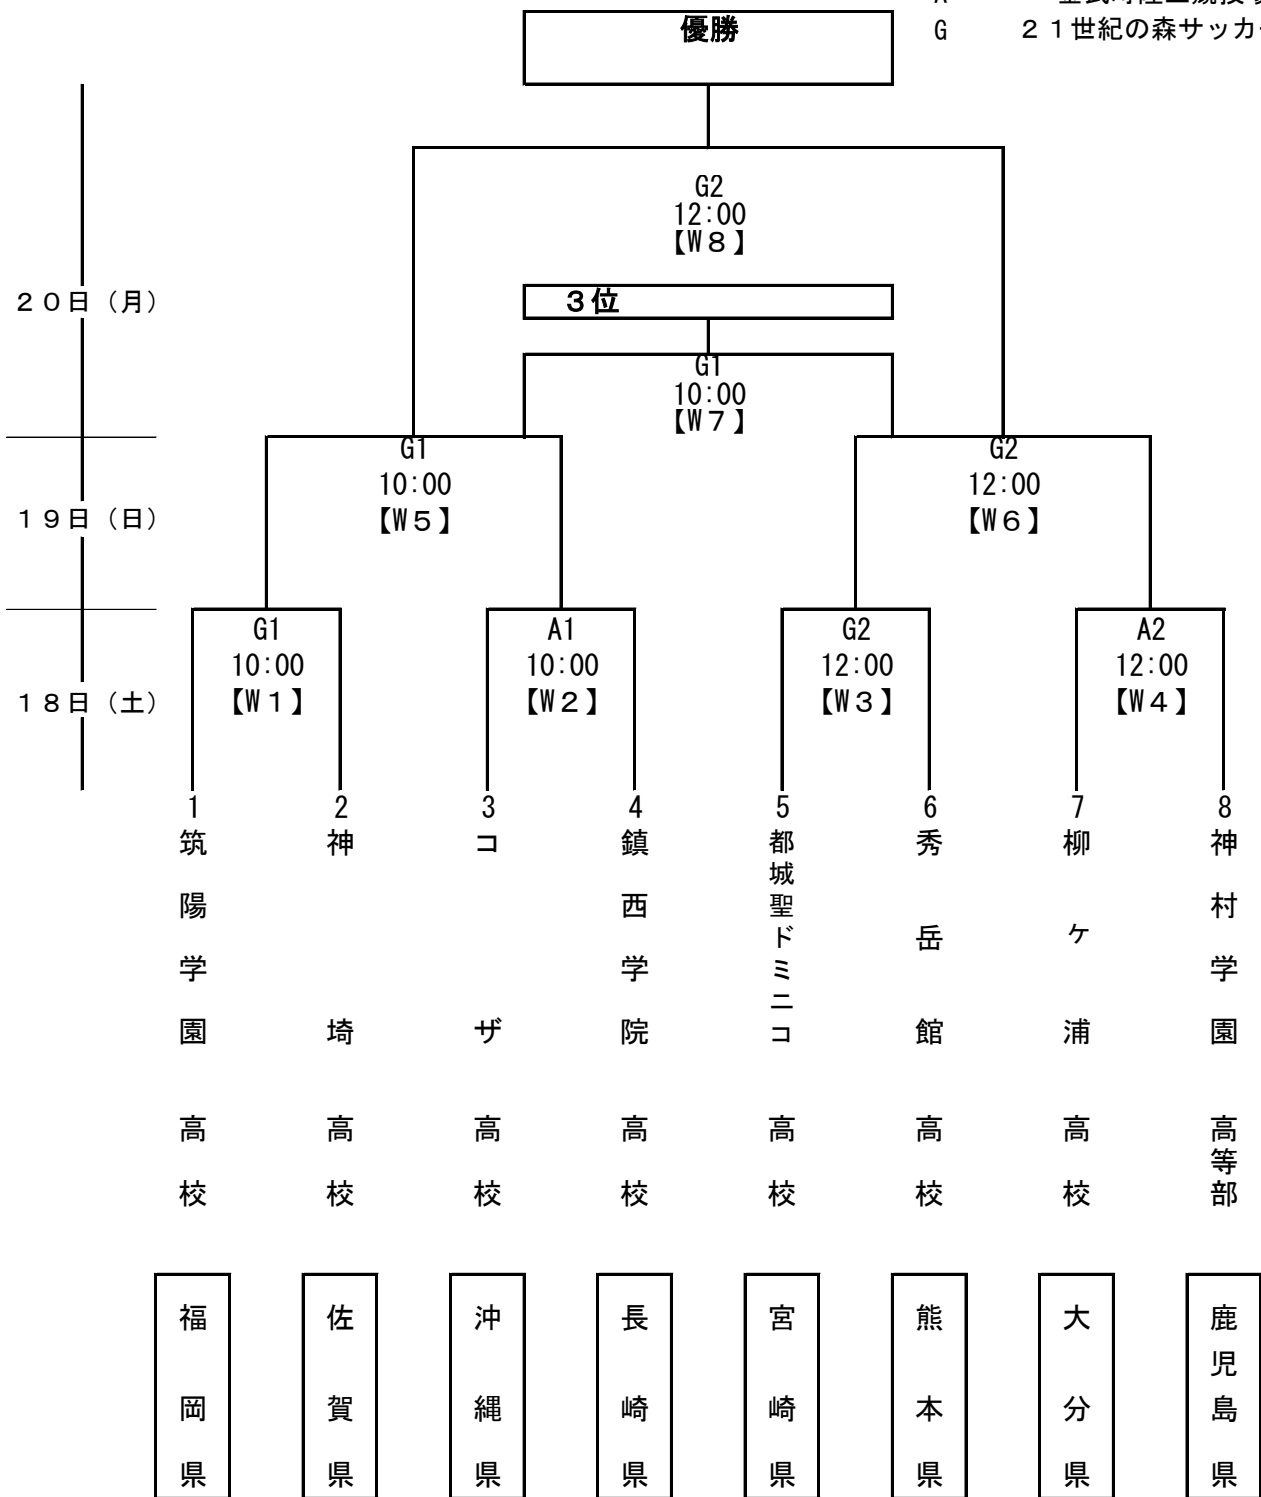 A
G ２１世紀の森サッカ
優勝
G2
12:00
【W８】
２０日（月）
３位
G1
10:00
【W７】
G1
10:00
【W５】
G2
12:00
【W６】
１９日（日）
G1
10:00
【W１】
A1
10:00
【W２】
G2
12:00
【W３】
A2
12:00
【W４】
１８日（土）
1
筑陽学園高校
福岡県
2
神埼高校
佐賀県
3
コザ高校
沖縄県
4
鎮西学院高校
長崎県
5
都城聖ドミニコ高校
宮崎県
6
秀岳館高校
熊本県
7
柳ケ浦高校
大分県
8
神村学園高等部
鹿児島県